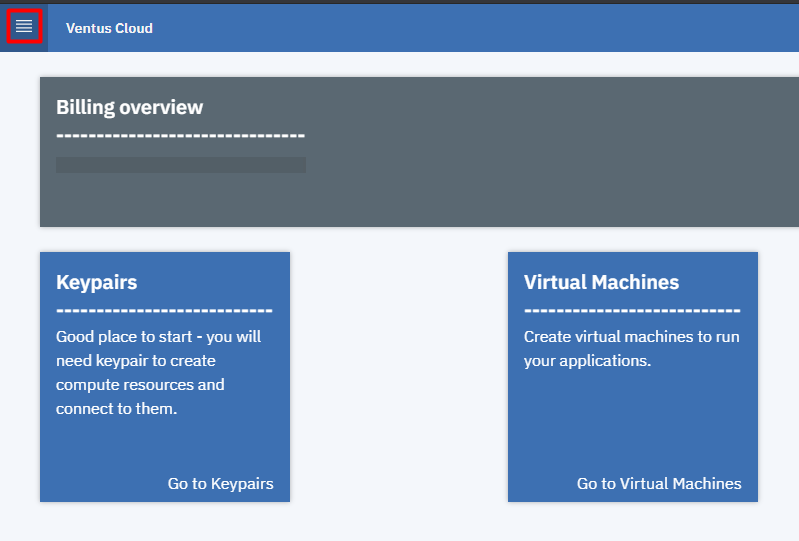 Ventus Cloud
Billing overview
-------------------------------
Keypairs
---------------------------
Good place to start - you will
need keypair to create
compute resources and
connect to them.
Go to Keypairs
Virtual Machines
---------------------------
Create virtual machines to run
your applications.
Go to Virtual Machines